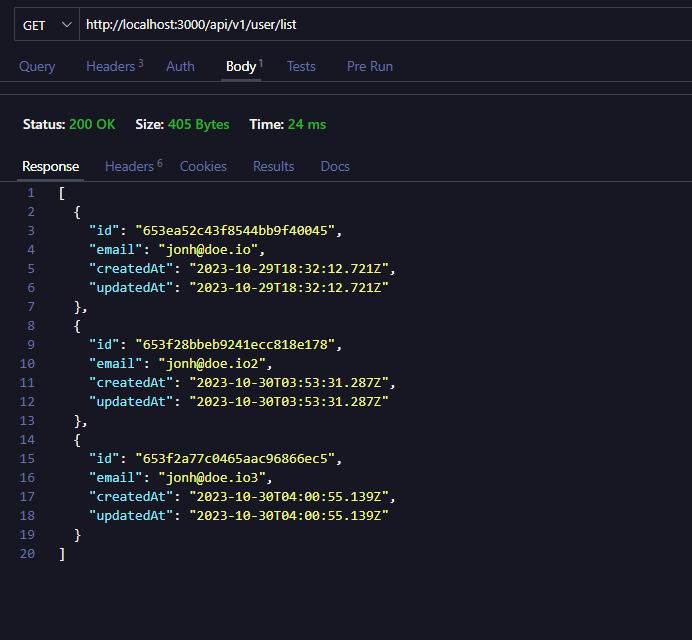 GET http://localhost:3000/api/v1/user/list
Query Headers 3 Auth Body 1 Tests Pre Run
Status: 200 OK Size: 405 Bytes Time: 24 ms
Response Headers 6 Cookies Results Docs
1 [
2 {
3 "id": "653ea52c43f8544bb9f40045",
4 "email": "jonh@doe.io",
5 "createdAt": "2023-10-29T18:32:12.721Z",
6 "updatedAt": "2023-10-29T18:32:12.721Z"
7 },
8 {
9 "id": "653f28bbeb9241ecc818e178",
10 "email": "jonh@doe.io2",
11 "createdAt": "2023-10-30T03:53:31.287Z",
12 "updatedAt": "2023-10-30T03:53:31.287Z"
13 },
14 {
15 "id": "653f2a77c0465aac96866ec5",
16 "email": "jonh@doe.io3",
17 "createdAt": "2023-10-30T04:00:55.139Z",
18 "updatedAt": "2023-10-30T04:00:55.139Z"
19 }
20 ]